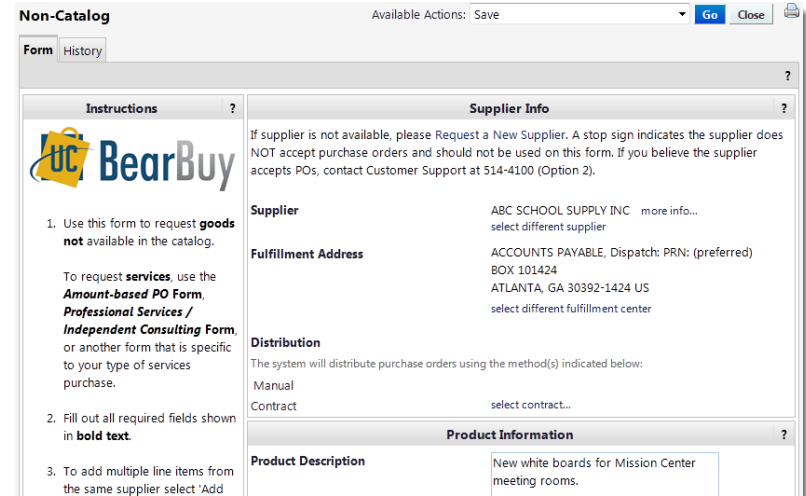 Non-Catalog
Available Actions: Save
Go
Close
Form
History
?
Instructions ?
UC BearBuy
1. Use this form to request goods
not available in the catalog.
To request services, use the
Amount-based PO Form,
Professional Services /
Independent Consulting Form,
or another form that is specific
to your type of services
purchase.
2. Fill out all required fields shown
in bold text.
3. To add multiple line items from
the same supplier select 'Add
Supplier Info ?
If supplier is not available, please Request a New Supplier. A stop sign indicates the supplier does
NOT accept purchase orders and should not be used on this form. If you believe the supplier
accepts POs, contact Customer Support at 514-4100 (Option 2).
Supplier
ABC SCHOOL SUPPLY INC more info...
select different supplier
Fulfillment Address
ACCOUNTS PAYABLE, Dispatch: PRN: (preferred)
BOX 101424
ATLANTA, GA 30392-1424 US
select different fulfillment center
Distribution
The system will distribute purchase orders using the method(s) indicated below:
Manual
Contract
select contract...
Product Information ?
Product Description
New white boards for Mission Center
meeting rooms.